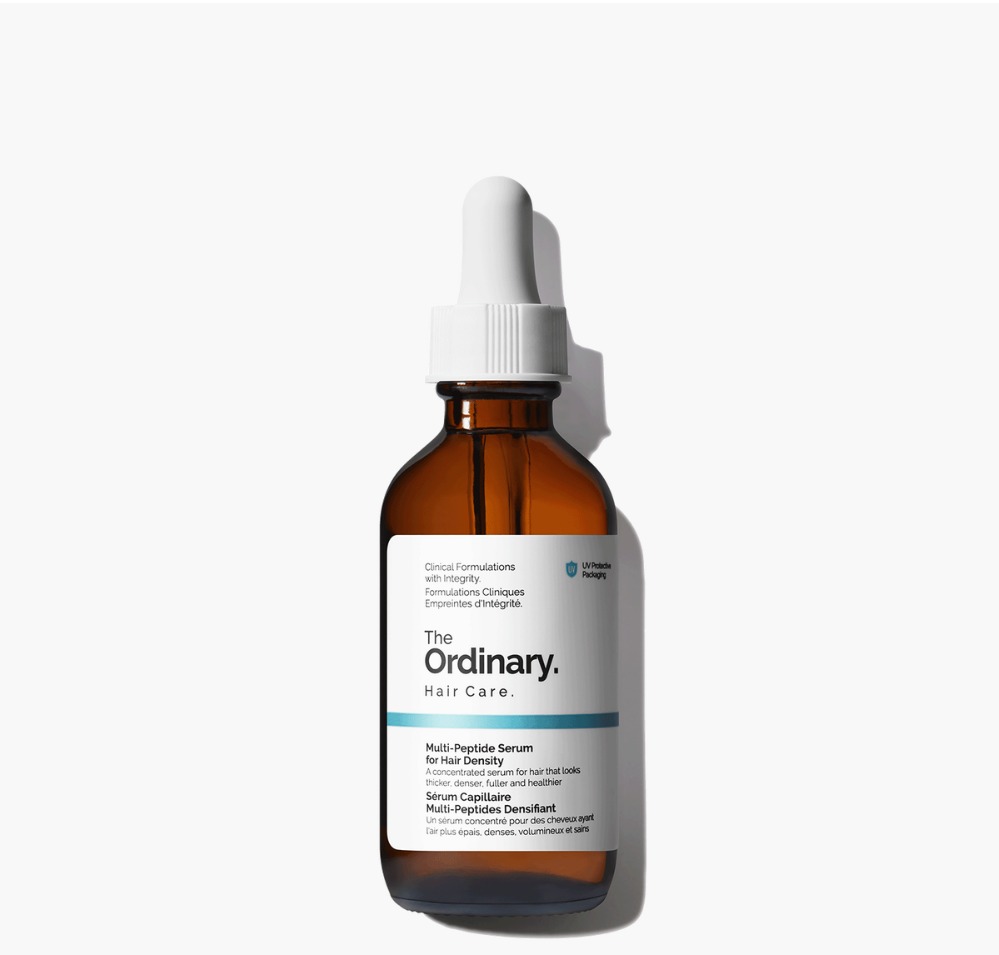 Clinical Formulations
with Integrity.
Formulations Cliniques
Empreintes d'Intégrité.
UV
UV Protective
Packaging
The
Ordinary.
Hair Care.
Multi-Peptide Serum
for Hair Density
A concentrated serum for hair that looks
thicker, denser, fuller and healthier
Sérum Capillaire
Multi-Peptides Densifiant
Un sérum concentré pour des cheveux ayant
l'air plus épais, denses, volumineux et sains